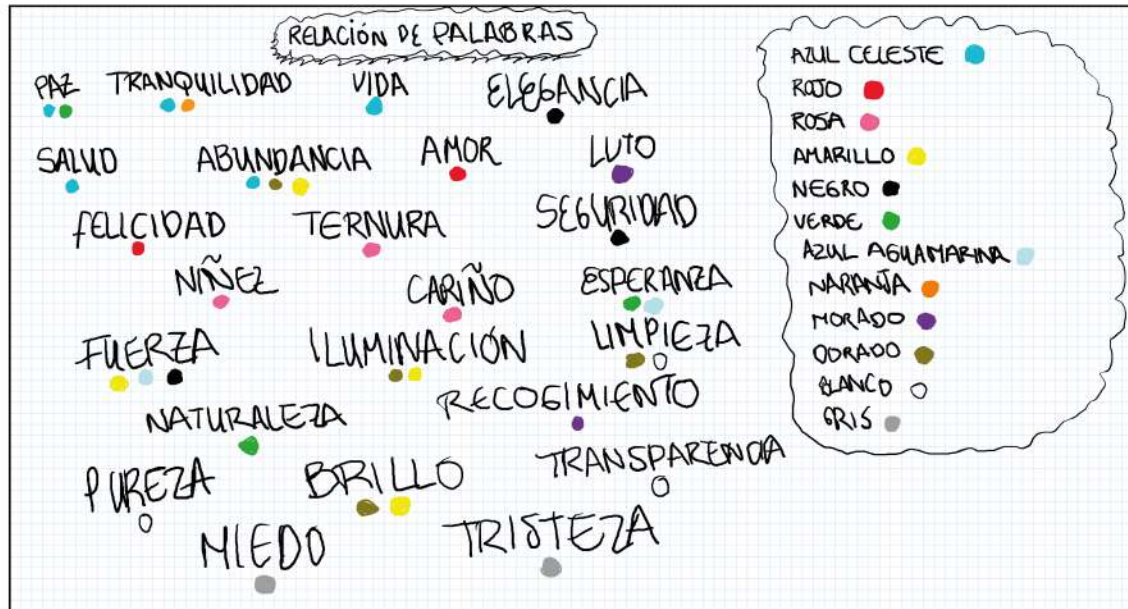 RELACIÓN DE PALABRAS
PAZ TRANQUILIDAD VIDA ELEGANCIA
SALUD ABUNDANCIA AMOR LUTO
FELICIDAD TERNURA SEGURIDAD
NIÑEZ CARIÑO ESPERANZA
FUERZA ILUMINACIÓN LIMPIEZA
NATURALEZA RECOGIMIENTO
PUREZA BRILLO TRANSPARENCIA
MIEDO TRISTEZA
AZUL CELESTE
ROJO
ROSA
AMARILLO
NEGRO
VERDE
AZUL AGUAMARINA
NARANJA
MORADO
DORADO
BLANCO
GRIS